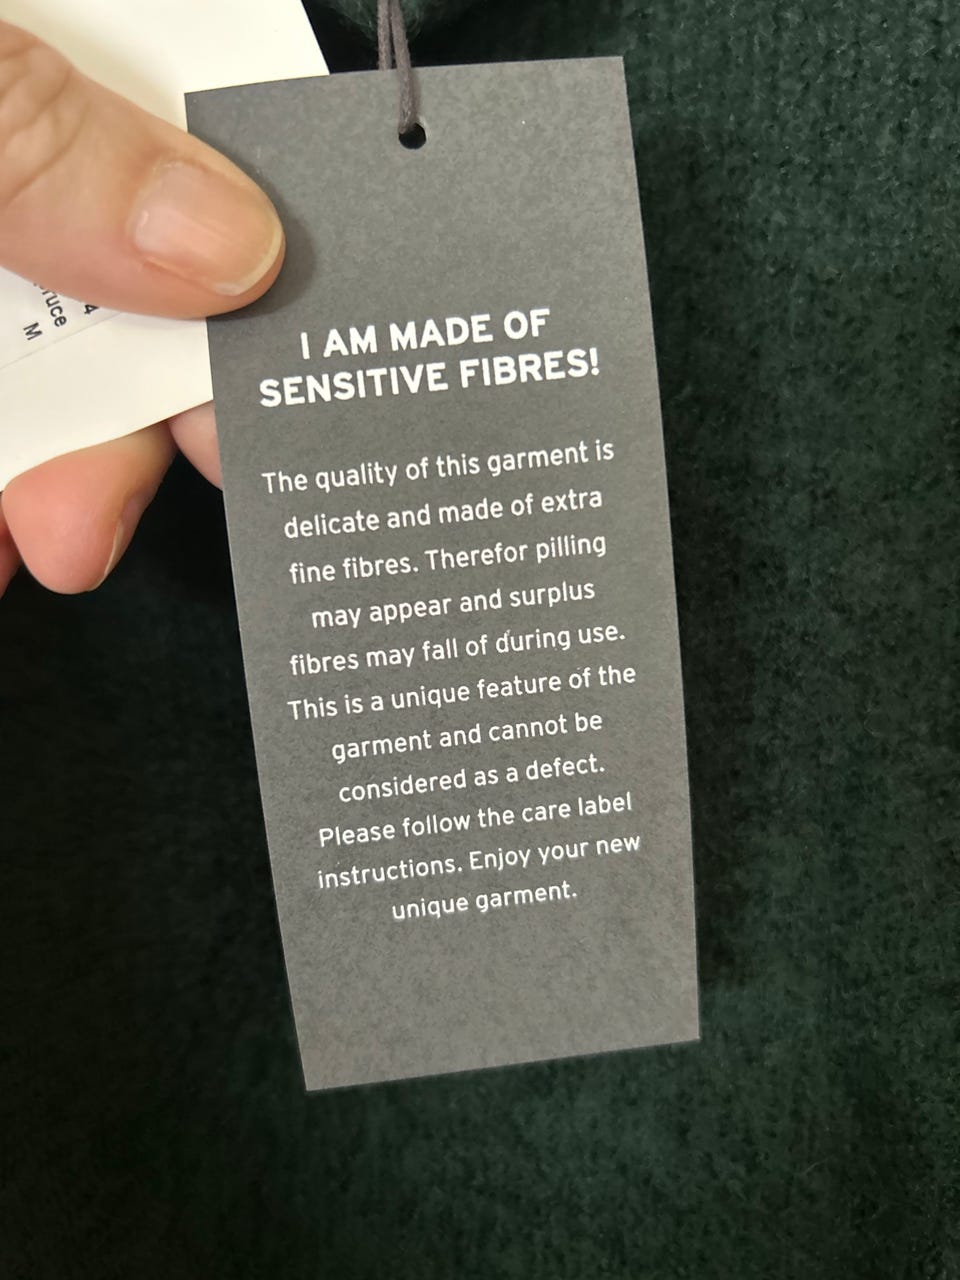 I AM MADE OF
SENSITIVE FIBRES!
The quality of this garment is
delicate and made of extra
fine fibres. Therefor pilling
may appear and surplus
fibres may fall of during use.
This is a unique feature of the
garment and cannot be
considered as a defect.
Please follow the care label
instructions. Enjoy your new
unique garment.
4
M